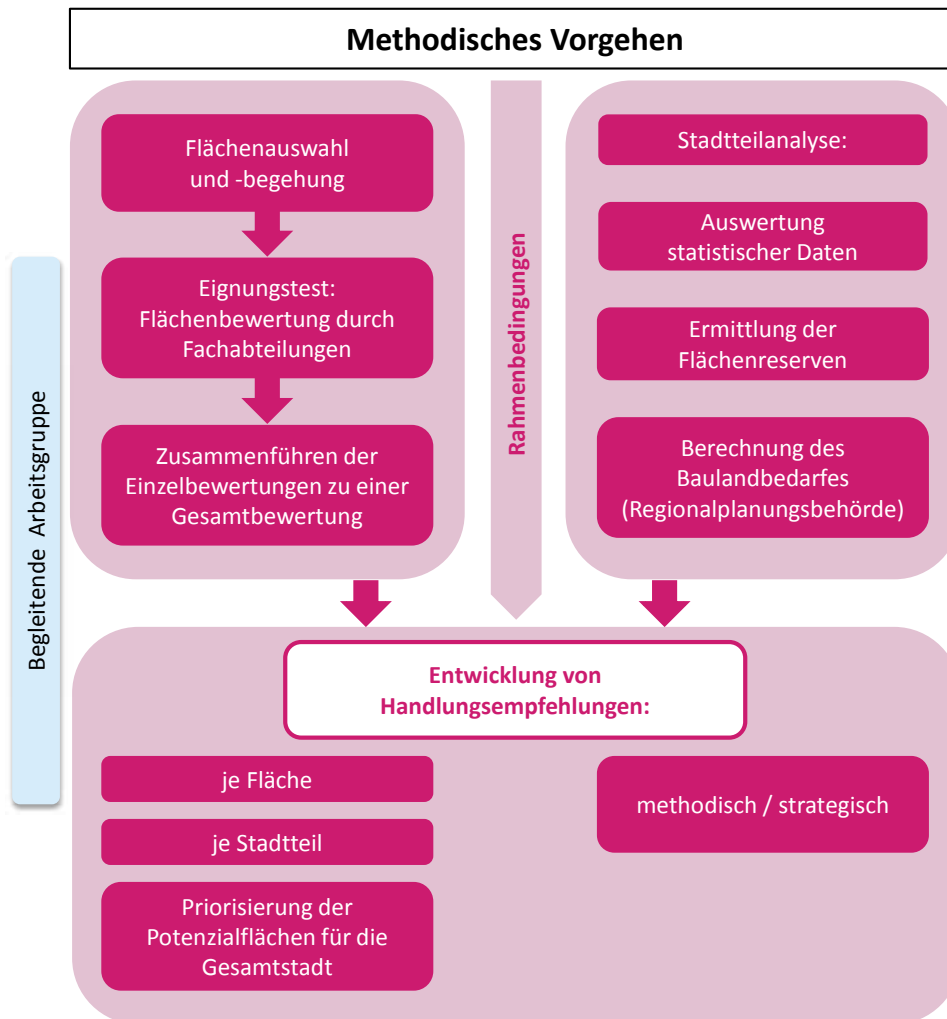 Methodisches Vorgehen
Flächenauswahl
und -begehung
Eignungstest:
Flächenbewertung durch
Fachabteilungen
Zusammenführen der
Einzelbewertungen zu einer
Gesamtbewertung
Rahmenbedingungen
Stadtteilanalyse:
Auswertung
statistischer Daten
Ermittlung der
Flächenreserven
Berechnung des
Baulandbedarfes
(Regionalplanungsbehörde)
Begleitende Arbeitsgruppe
Entwicklung von
Handlungsempfehlungen:
je Fläche
je Stadtteil
Priorisierung der
Potenzialflächen für die
Gesamtstadt
methodisch / strategisch